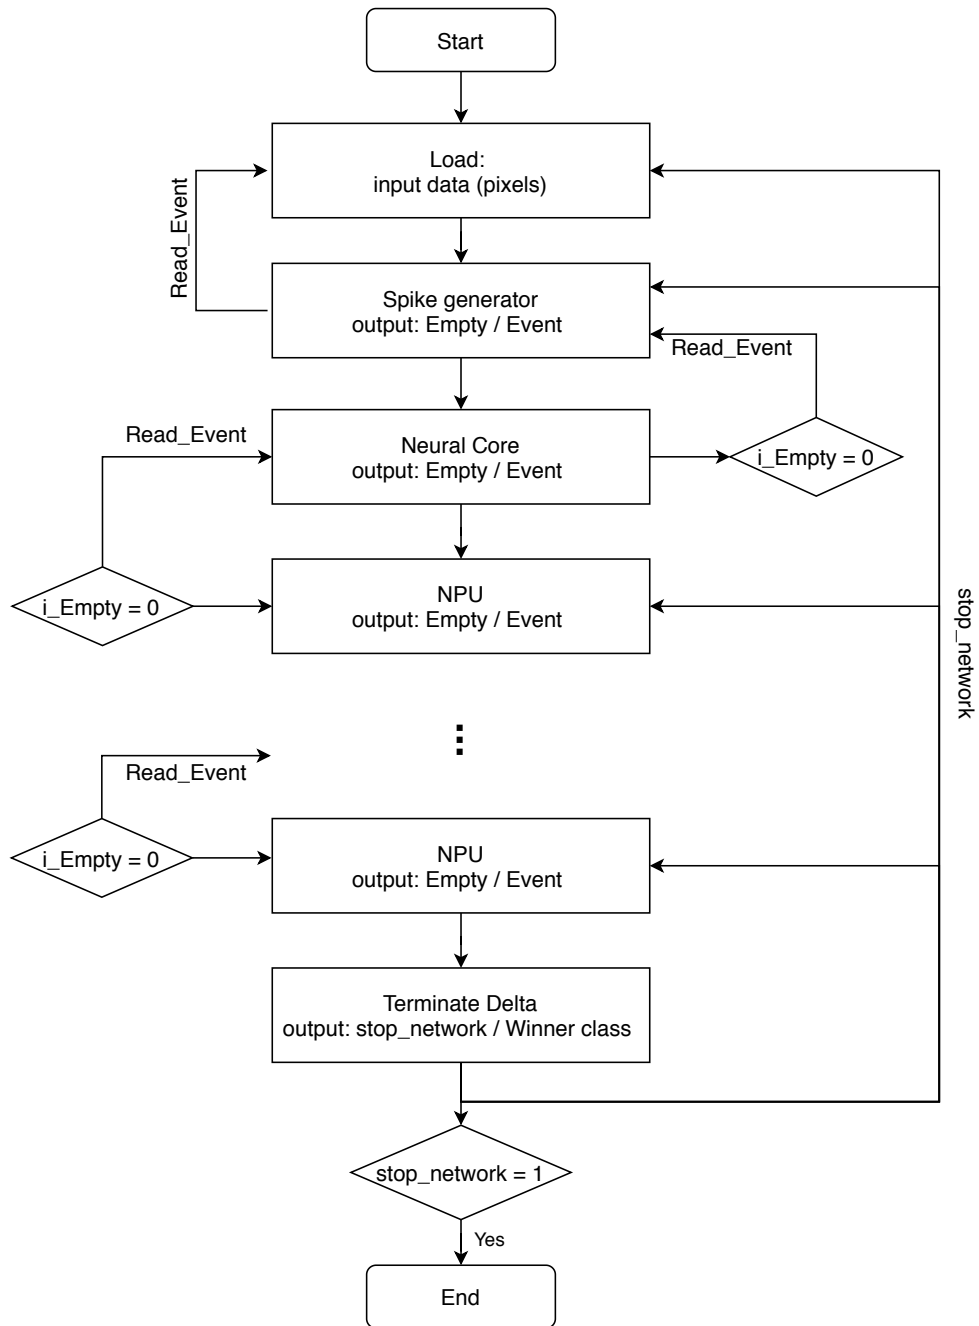 Start
Load:
input data (pixels)
Read_Event
Spike generator
output: Empty / Event
Read_Event
Read_Event
Neural Core
output: Empty / Event
i_Empty = 0
i_Empty = 0
NPU
output: Empty / Event
stop_network
Read_Event
i_Empty = 0
NPU
output: Empty / Event
Terminate Delta
output: stop_network / Winner class
stop_network = 1
Yes
End